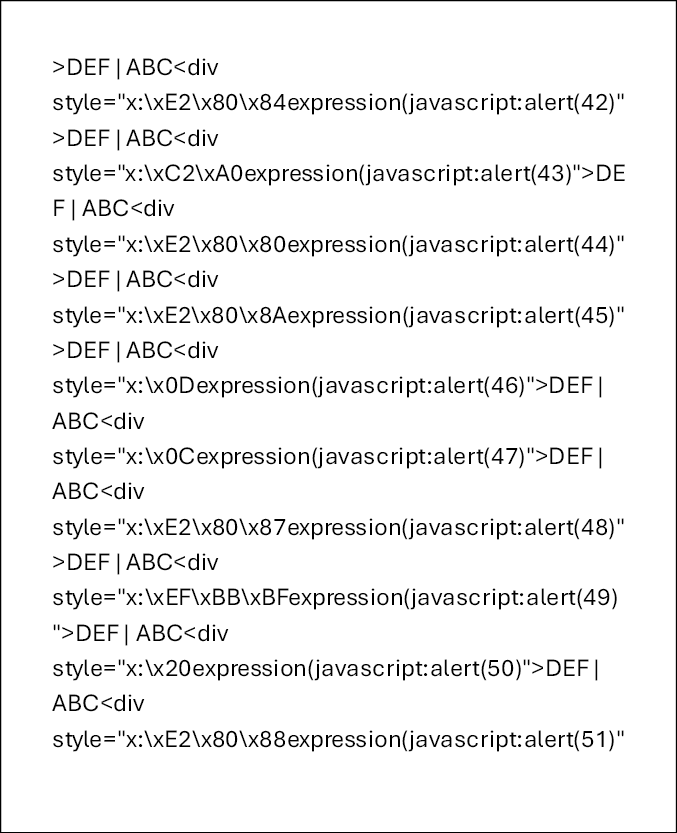 >DEF | ABC<div
style="x:\xE2\x80\x84expression(javascript:alert(42)"
>DEF | ABC<div
style="x:\xC2\xA0expression(javascript:alert(43)">DE
F | ABC<div
style="x:\xE2\x80\x80expression(javascript:alert(44)"
>DEF | ABC<div
style="x:\xE2\x80\x8Aexpression(javascript:alert(45)"
>DEF | ABC<div
style="x:\x0Dexpression(javascript:alert(46)">DEF |
ABC<div
style="x:\x0Cexpression(javascript:alert(47)">DEF |
ABC<div
style="x:\xE2\x80\x87expression(javascript:alert(48)"
>DEF | ABC<div
style="x:\xEF\xBB\xBFexpression(javascript:alert(49)
">DEF | ABC<div
style="x:\x20expression(javascript:alert(50)">DEF |
ABC<div
style="x:\xE2\x80\x88expression(javascript:alert(51)"